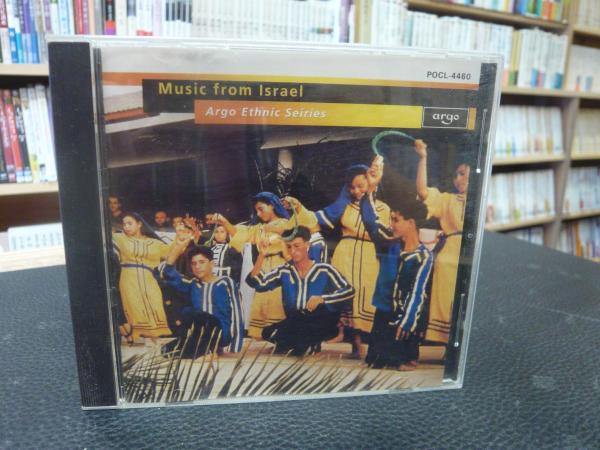 POCL-4460
Music from Israel
Argo Ethnic Seiries
argo